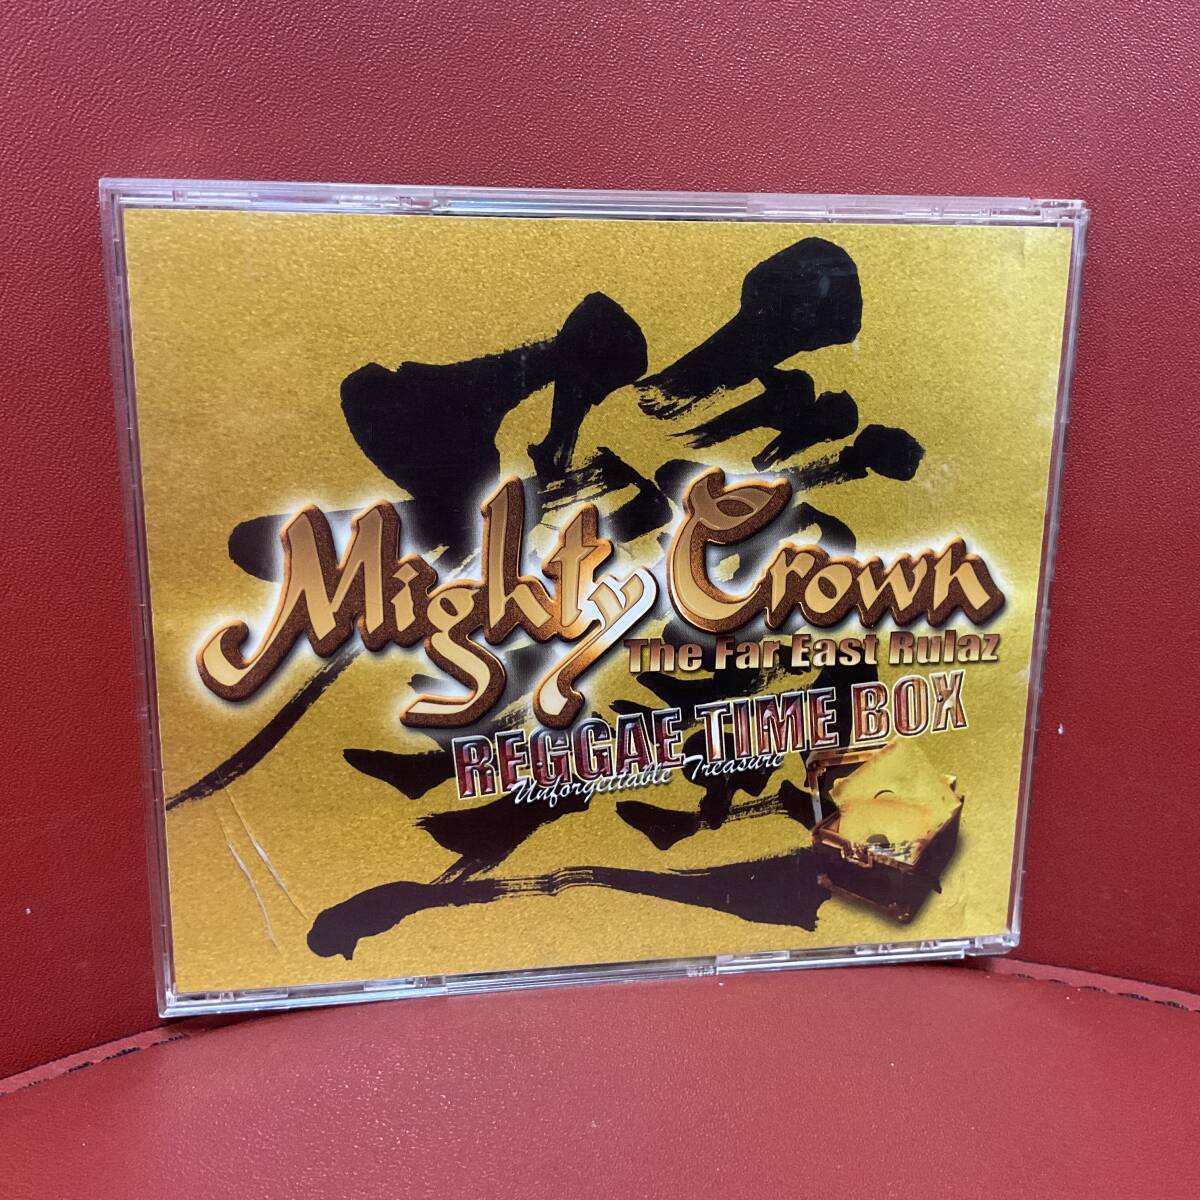 Mighty Crown
The Far East Rulaz
REGGAE TIME BOX
Unforgettable Treasure